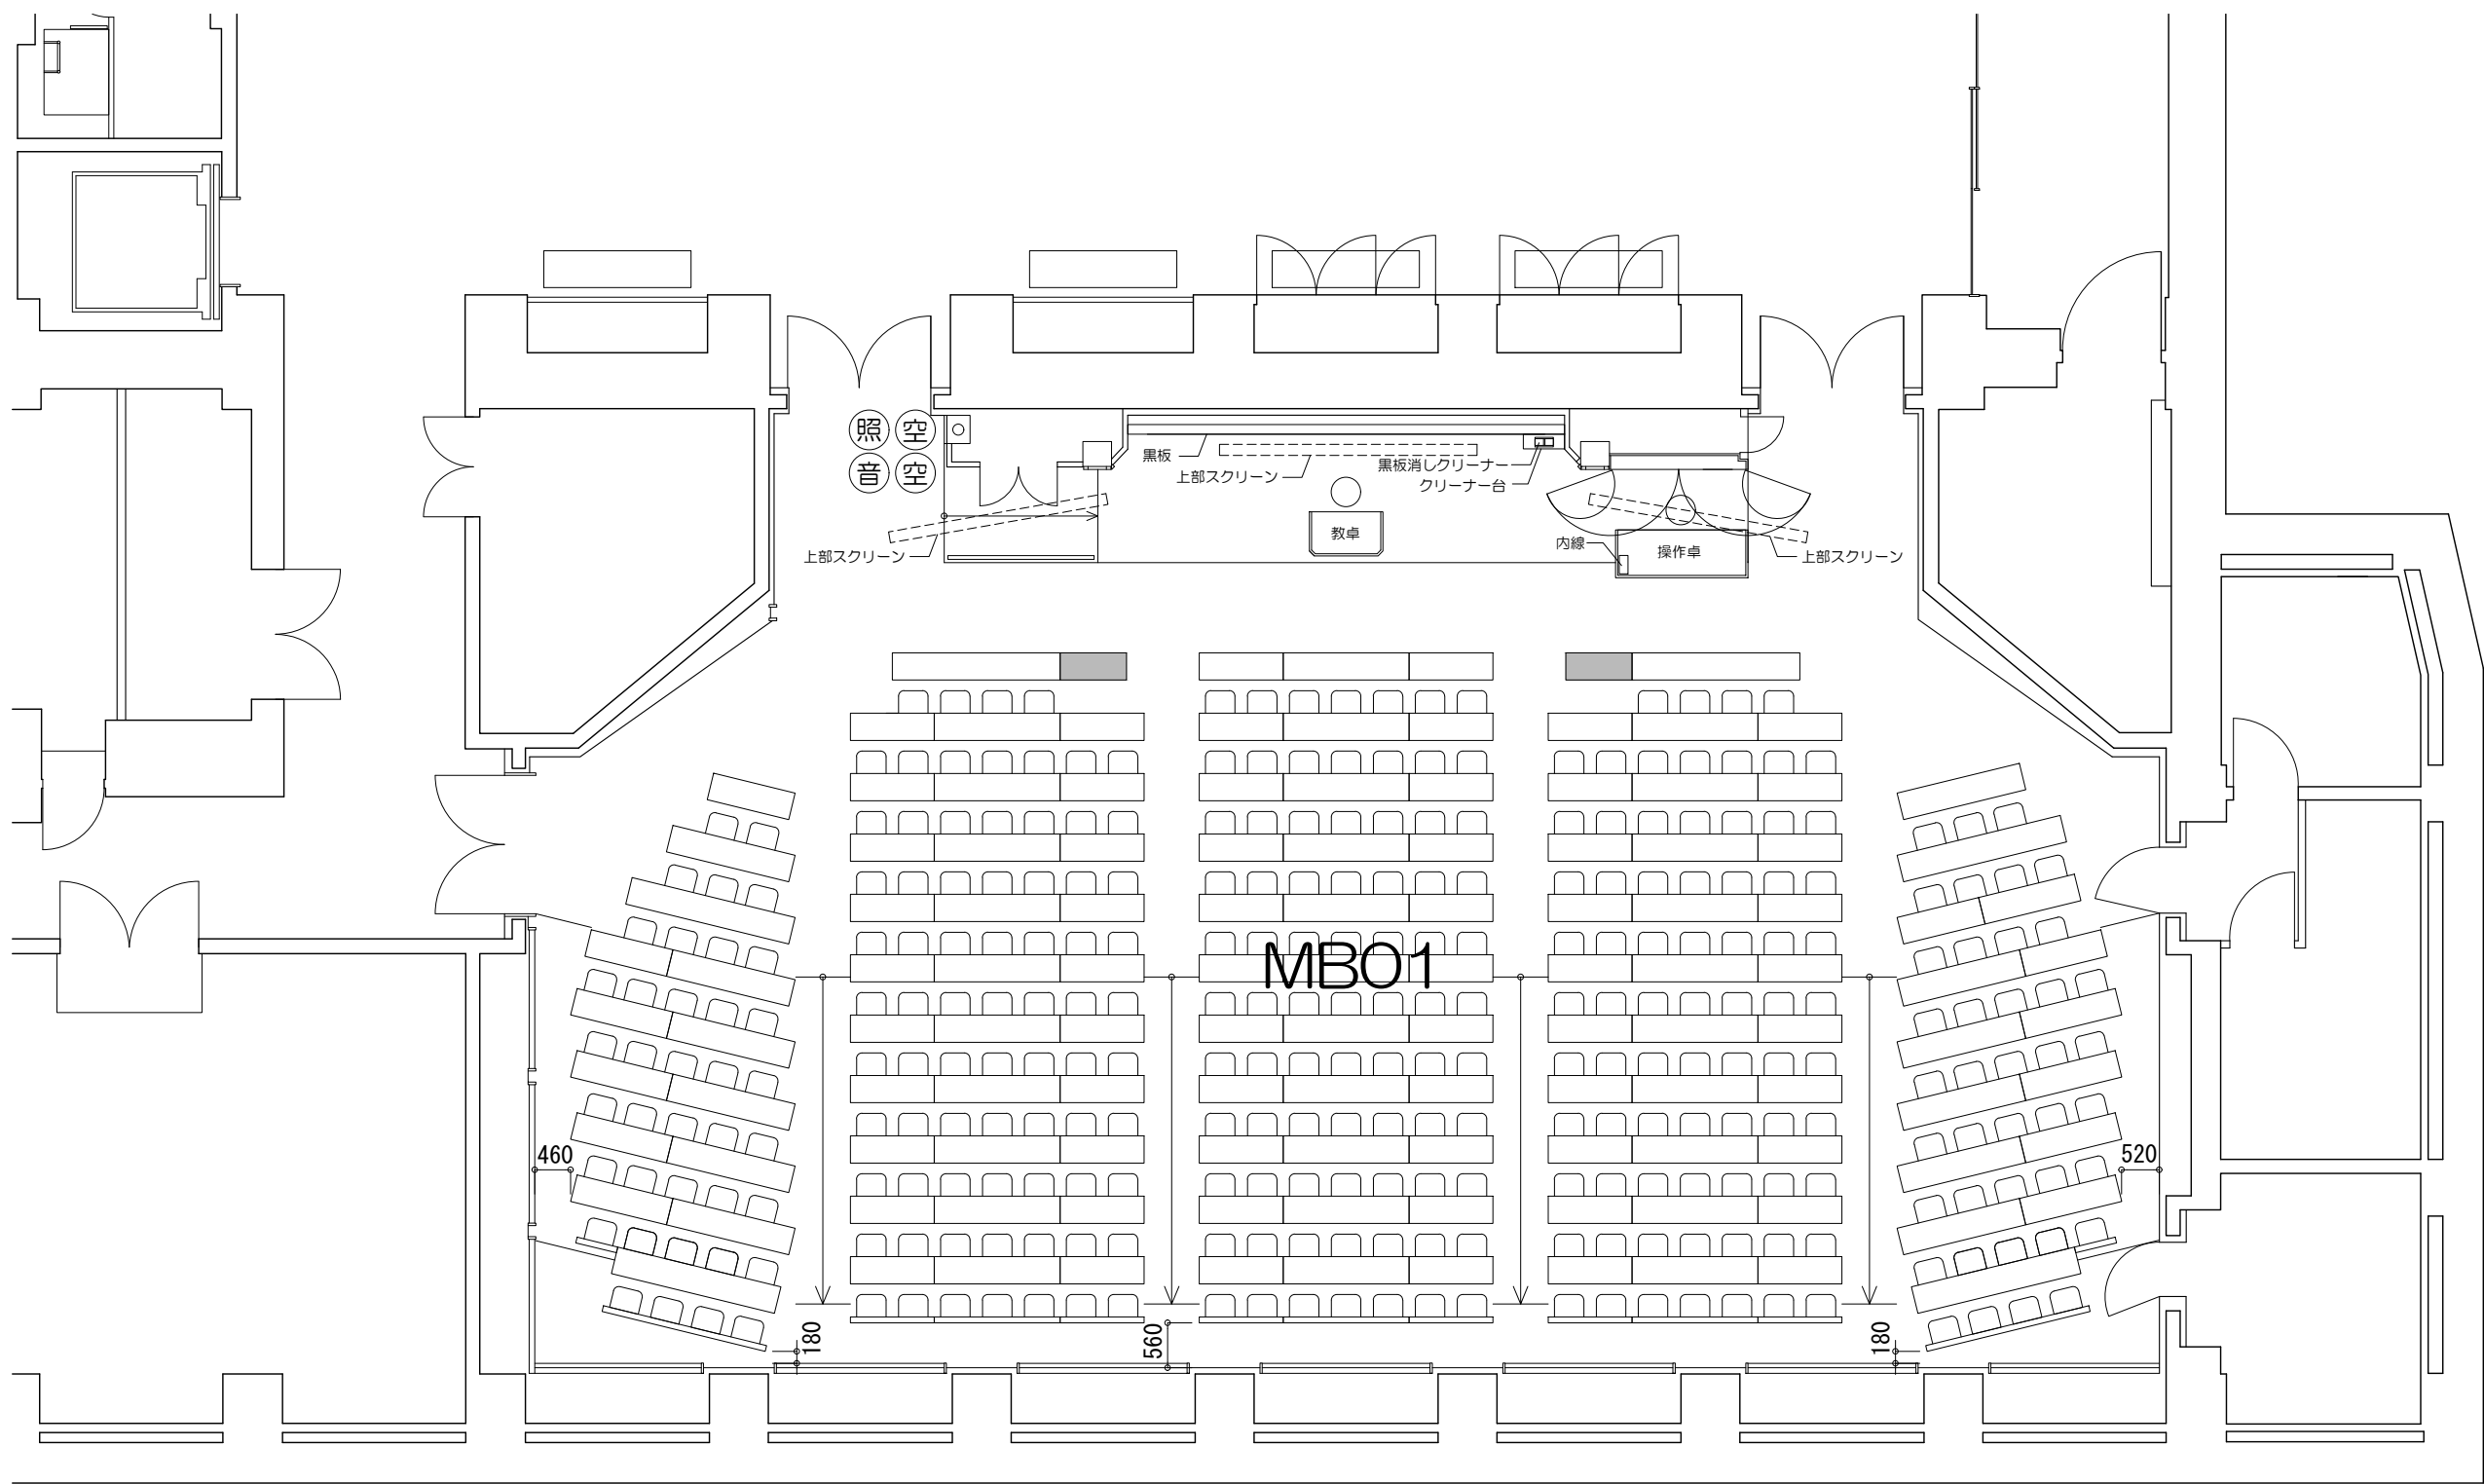 照 空
音 空
黒板
上部スクリーン
黒板消しクリーナー
クリーナー台
教卓
内線
操作卓
上部スクリーン
上部スクリーン
MB01
460
520
180
560
180